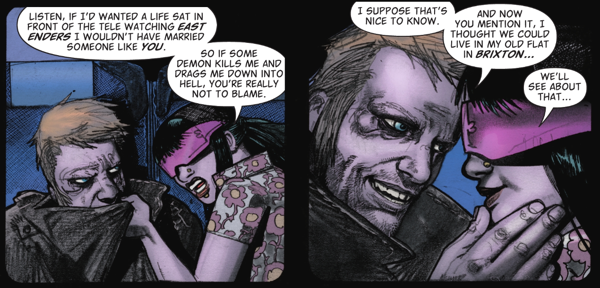 LISTEN, IF I'D WANTED A LIFE SAT IN
FRONT OF THE TELE WATCHING EAST
ENDERS I WOULDN'T HAVE MARRIED
SOMEONE LIKE YOU.
SO IF SOME
DEMON KILLS ME AND
DRAGS ME DOWN INTO
HELL, YOU'RE REALLY
NOT TO BLAME.
I SUPPOSE THAT'S
NICE TO KNOW.
AND NOW
YOU MENTION IT, I
THOUGHT WE COULD
LIVE IN MY OLD FLAT
IN BRIXTON...
WE'LL
SEE ABOUT
THAT...